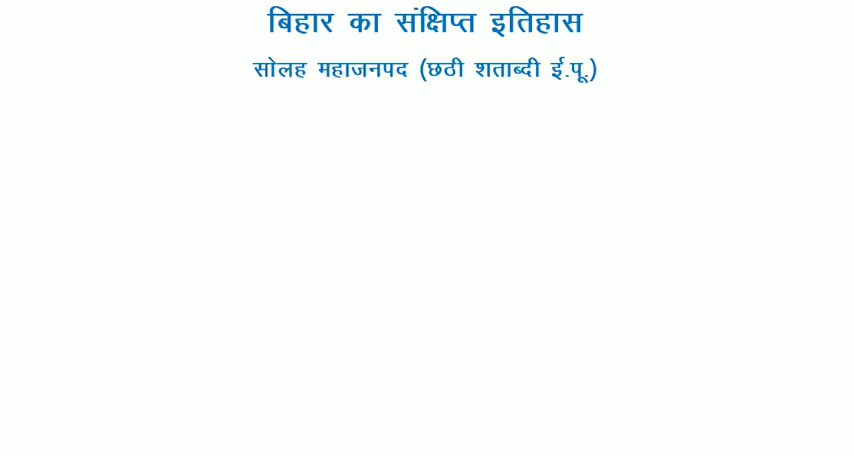 बिहार का संक्षिप्त इतिहास
सोलह महाजनपद (छठी शताब्दी ई.पू.)